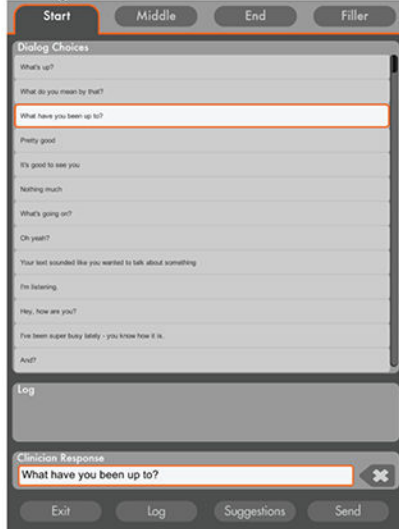 Start Middle End Filler
Dialog Choices
What's up?
What do you mean by that?
What have you been up to?
Pretty good
It's good to see you
Nothing much
What's going on?
Oh yeah?
Your text sounded like you wanted to talk about something
I'm listening.
Hey, how are you?
I've been super busy lately - you know how it is.
And?
Log
Clinician Response
What have you been up to?
Exit Log Suggestions Send